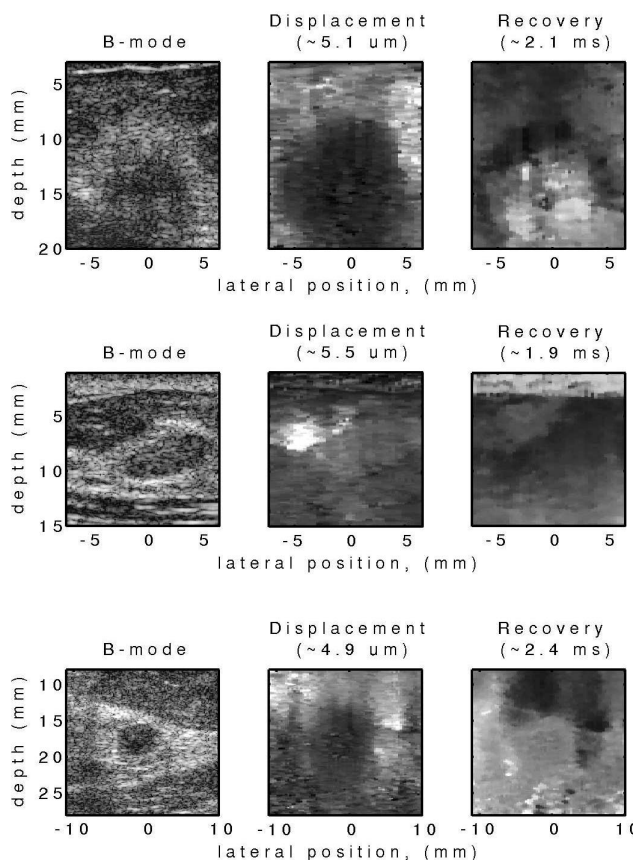 B-mode
Displacement
(~5.1 um)
Recovery
(~2.1 ms)
depth (mm)
5
10
15
20
-5 0 5 -5 0 5 -5 0 5
lateral position, (mm)
B-mode
Displacement
(~5.5 um)
Recovery
(~1.9 ms)
depth (mm)
5
10
15
-5 0 5 -5 0 5 -5 0 5
lateral position, (mm)
B-mode
Displacement
(~4.9 um)
Recovery
(~2.4 ms)
depth (mm)
10
15
20
25
-10 0 10 -10 0 10 -10 0 10
lateral position, (mm)